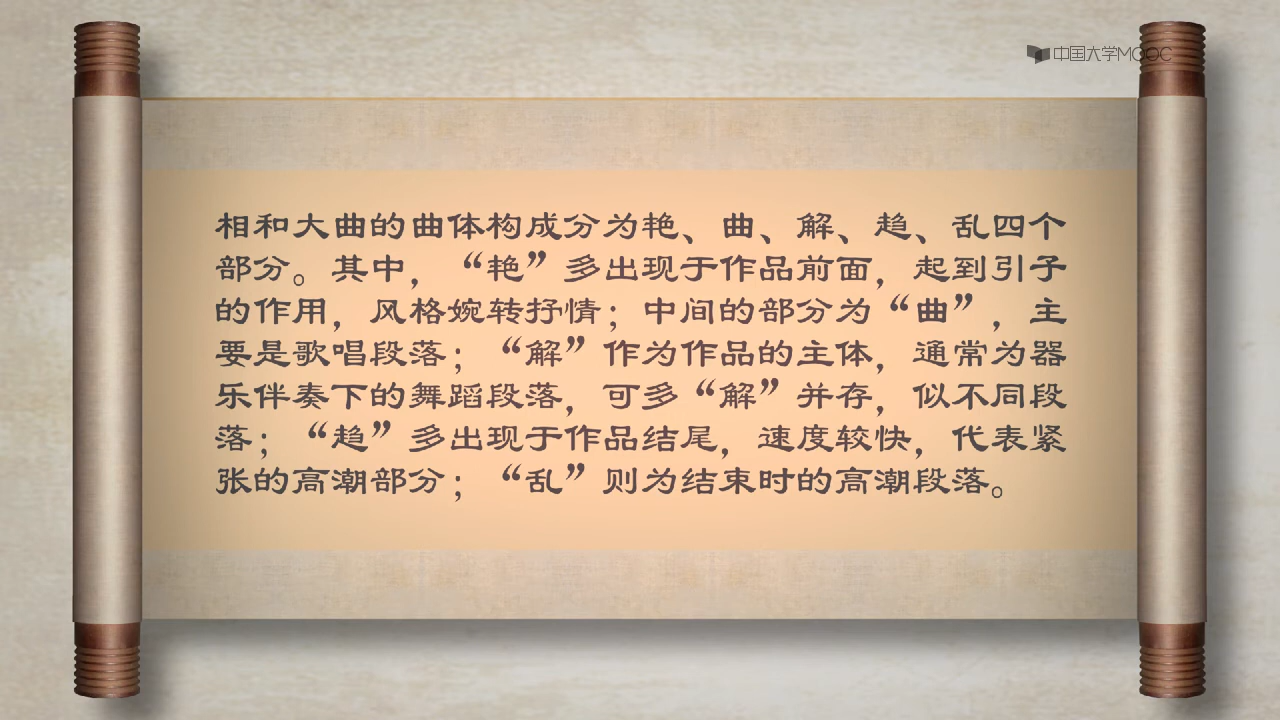 中国大学MOOC
相和大曲的曲体构成分为艳、曲、解、趋、乱四个
部分。其中，“艳”多出现于作品前面，起到引子
的作用，风格婉转抒情；中间的部分为“曲”，主
要是歌唱段落；“解”作为作品的主体，通常为器
乐伴奏下的舞蹈段落，可多“解”并存，似不同段
落；“趋”多出现于作品结尾，速度较快，代表紧
张的高潮部分；“乱”则为结束时的高潮段落。